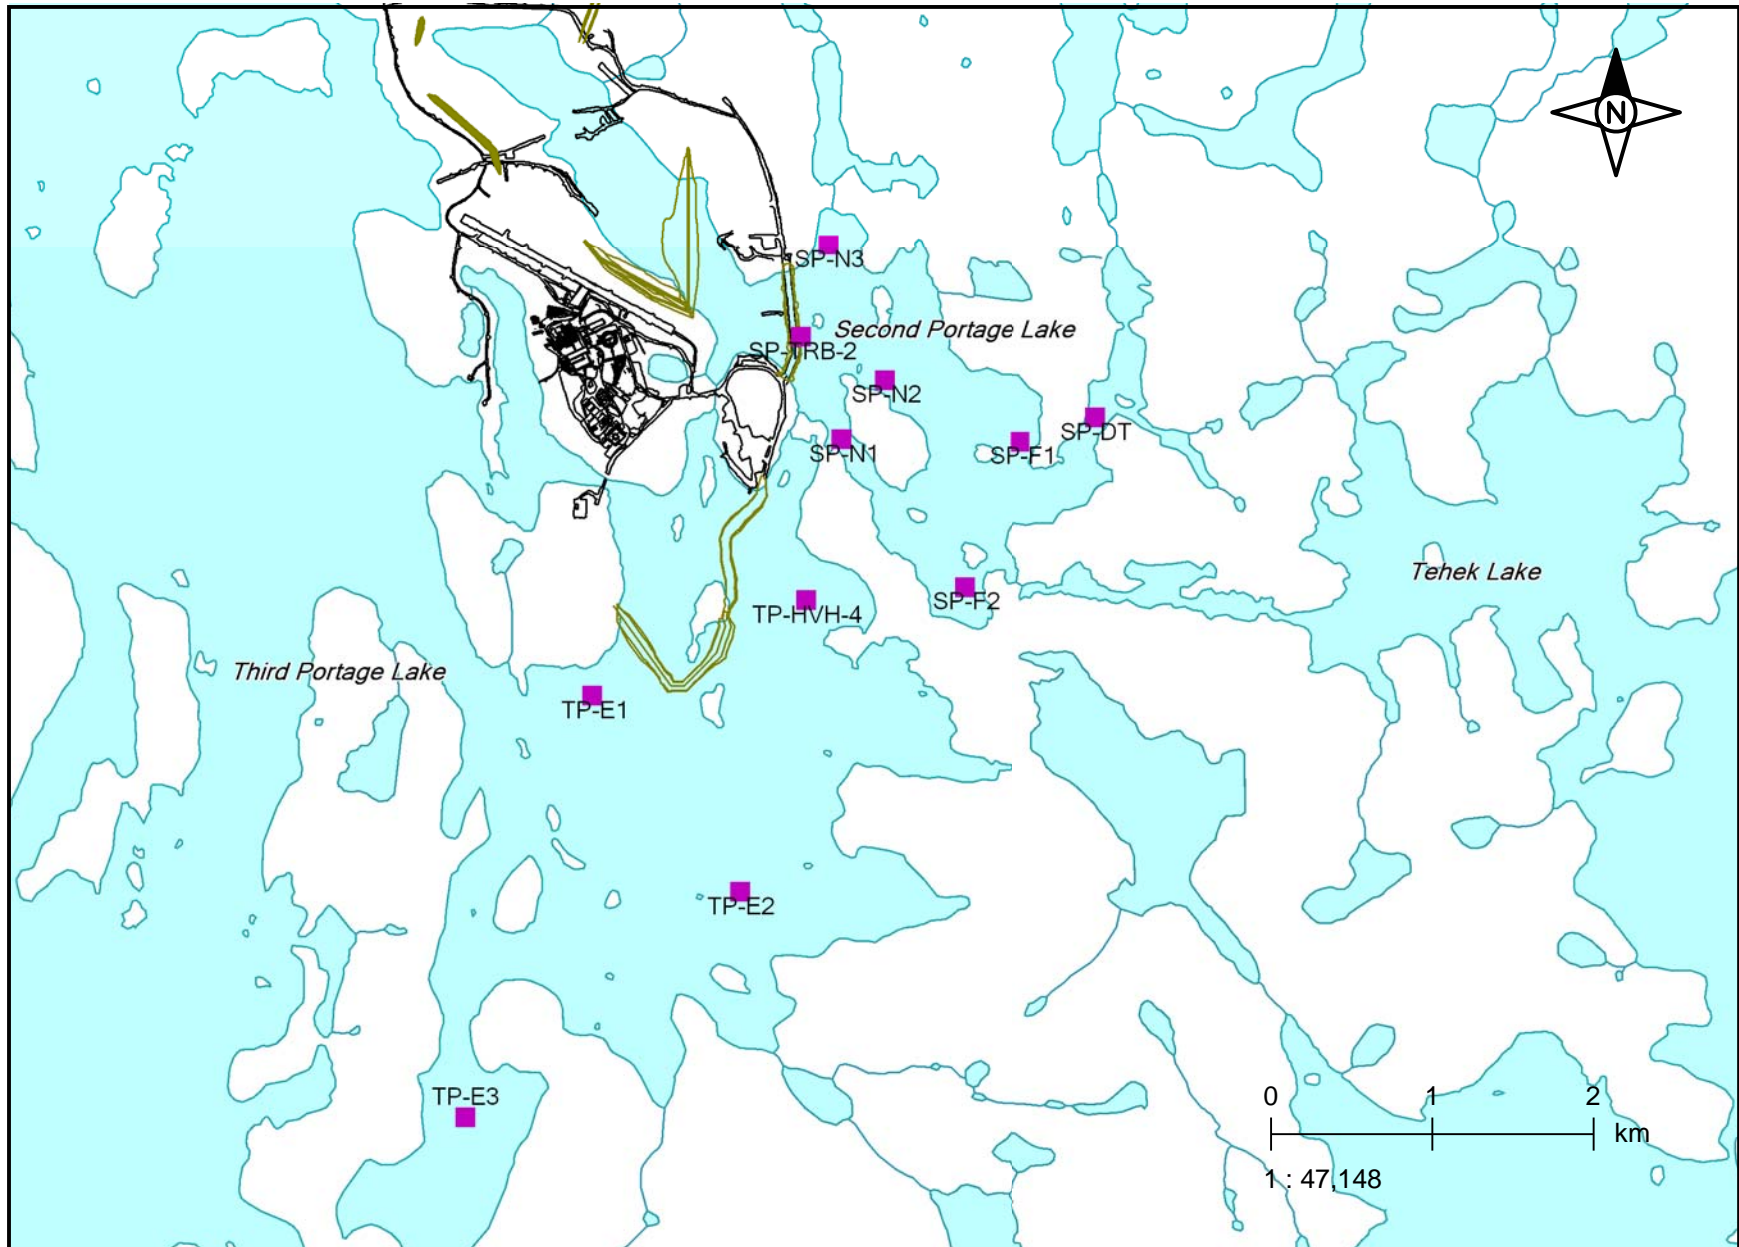 N
SP-N3
Second Portage Lake
SP-TRB-2
SP-N2
SP-DT
SP-N1
SP-F1
Tehek Lake
SP-F2
TP-HVH-4
Third Portage Lake
TP-E1
TP-E2
TP-E3
0 1 2
km
1 : 47,148